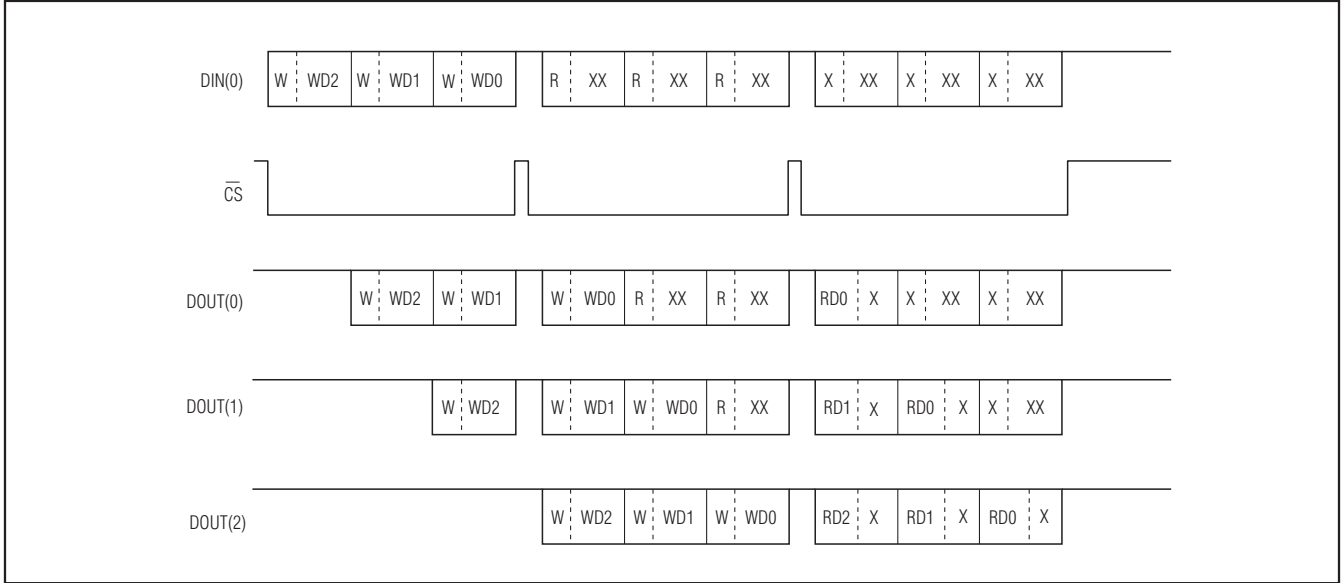 DIN(0) W WD2 W WD1 W WD0 R XX R XX R XX X XX X XX X XX
C̅S̅
DOUT(0) W WD2 W WD1 W WD0 R XX R XX RD0 X X XX X XX
DOUT(1) W WD2 W WD1 W WD0 R XX RD1 X RD0 X X XX
DOUT(2) W WD2 W WD1 W WD0 RD2 X RD1 X RD0 X